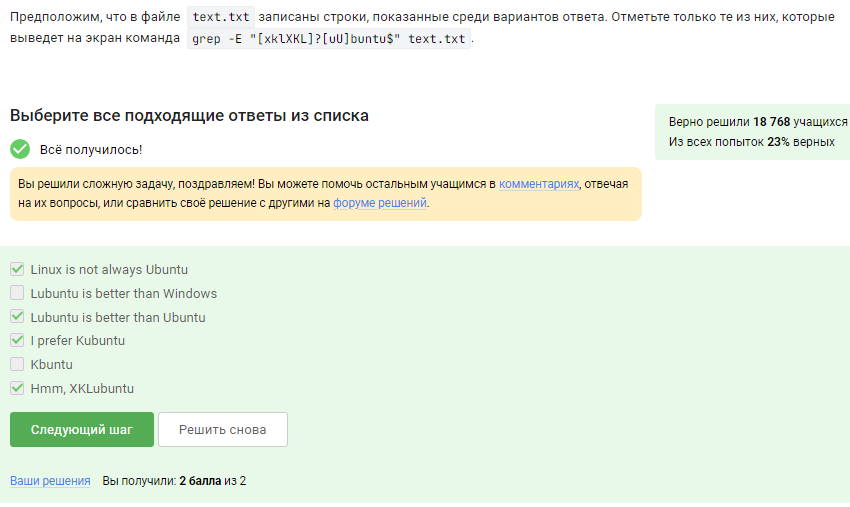 Предположим, что в файле text.txt записаны строки, показанные среди вариантов ответа. Отметьте только те из них, которые
выведет на экран команда grep -E "[xklXKL]?[uU]buntu$" text.txt.
Выберите все подходящие ответы из списка
Верно решили 18 768 учащихся
Из всех попыток 23% верных
Всё получилось!
Вы решили сложную задачу, поздравляем! Вы можете помочь остальным учащимся в комментариях, отвечая
на их вопросы, или сравнить своё решение с другими на форуме решений.
Linux is not always Ubuntu
Lubuntu is better than Windows
Lubuntu is better than Ubuntu
I prefer Kubuntu
Kbuntu
Hmm, XKLubuntu
Следующий шаг
Решить снова
Ваши решения Вы получили: 2 балла из 2